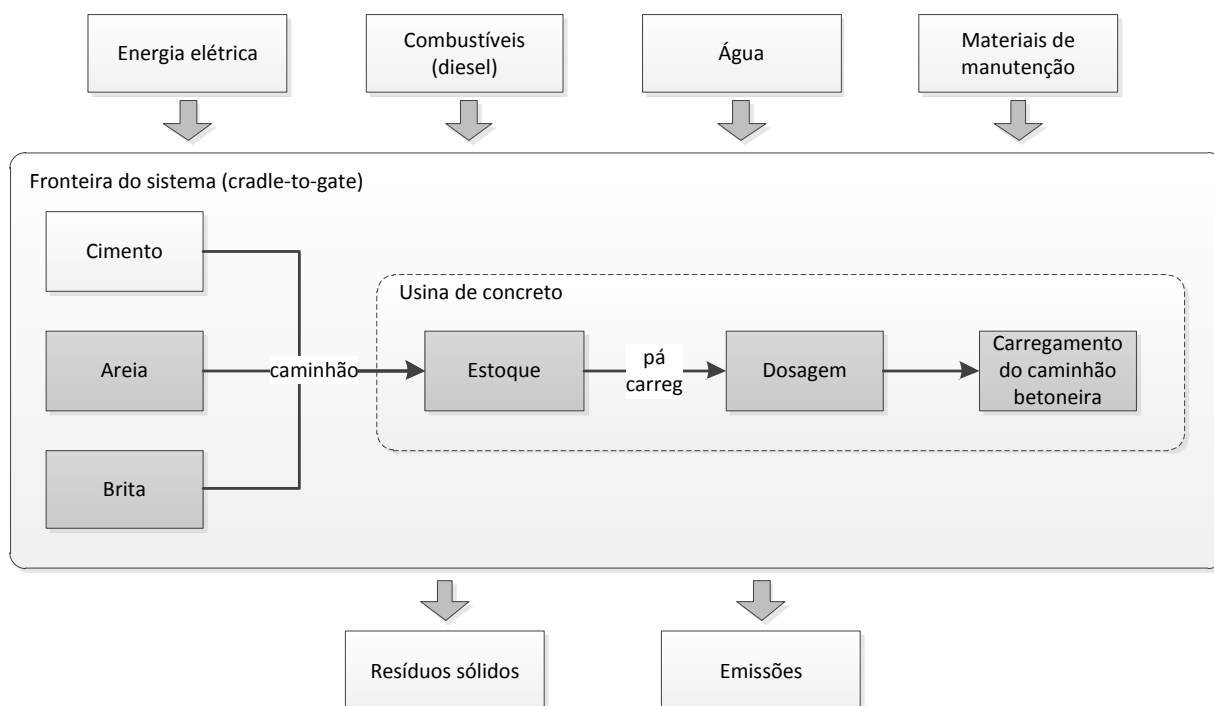 Energia elétrica
Combustíveis
(diesel)
Água
Materiais de
manutenção
Fronteira do sistema (cradle-to-gate)
Cimento
Areia
Brita
caminhão
Usina de concreto
Estoque
pá
carreg
Dosagem
Carregamento
do caminhão
betoneira
Resíduos sólidos
Emissões